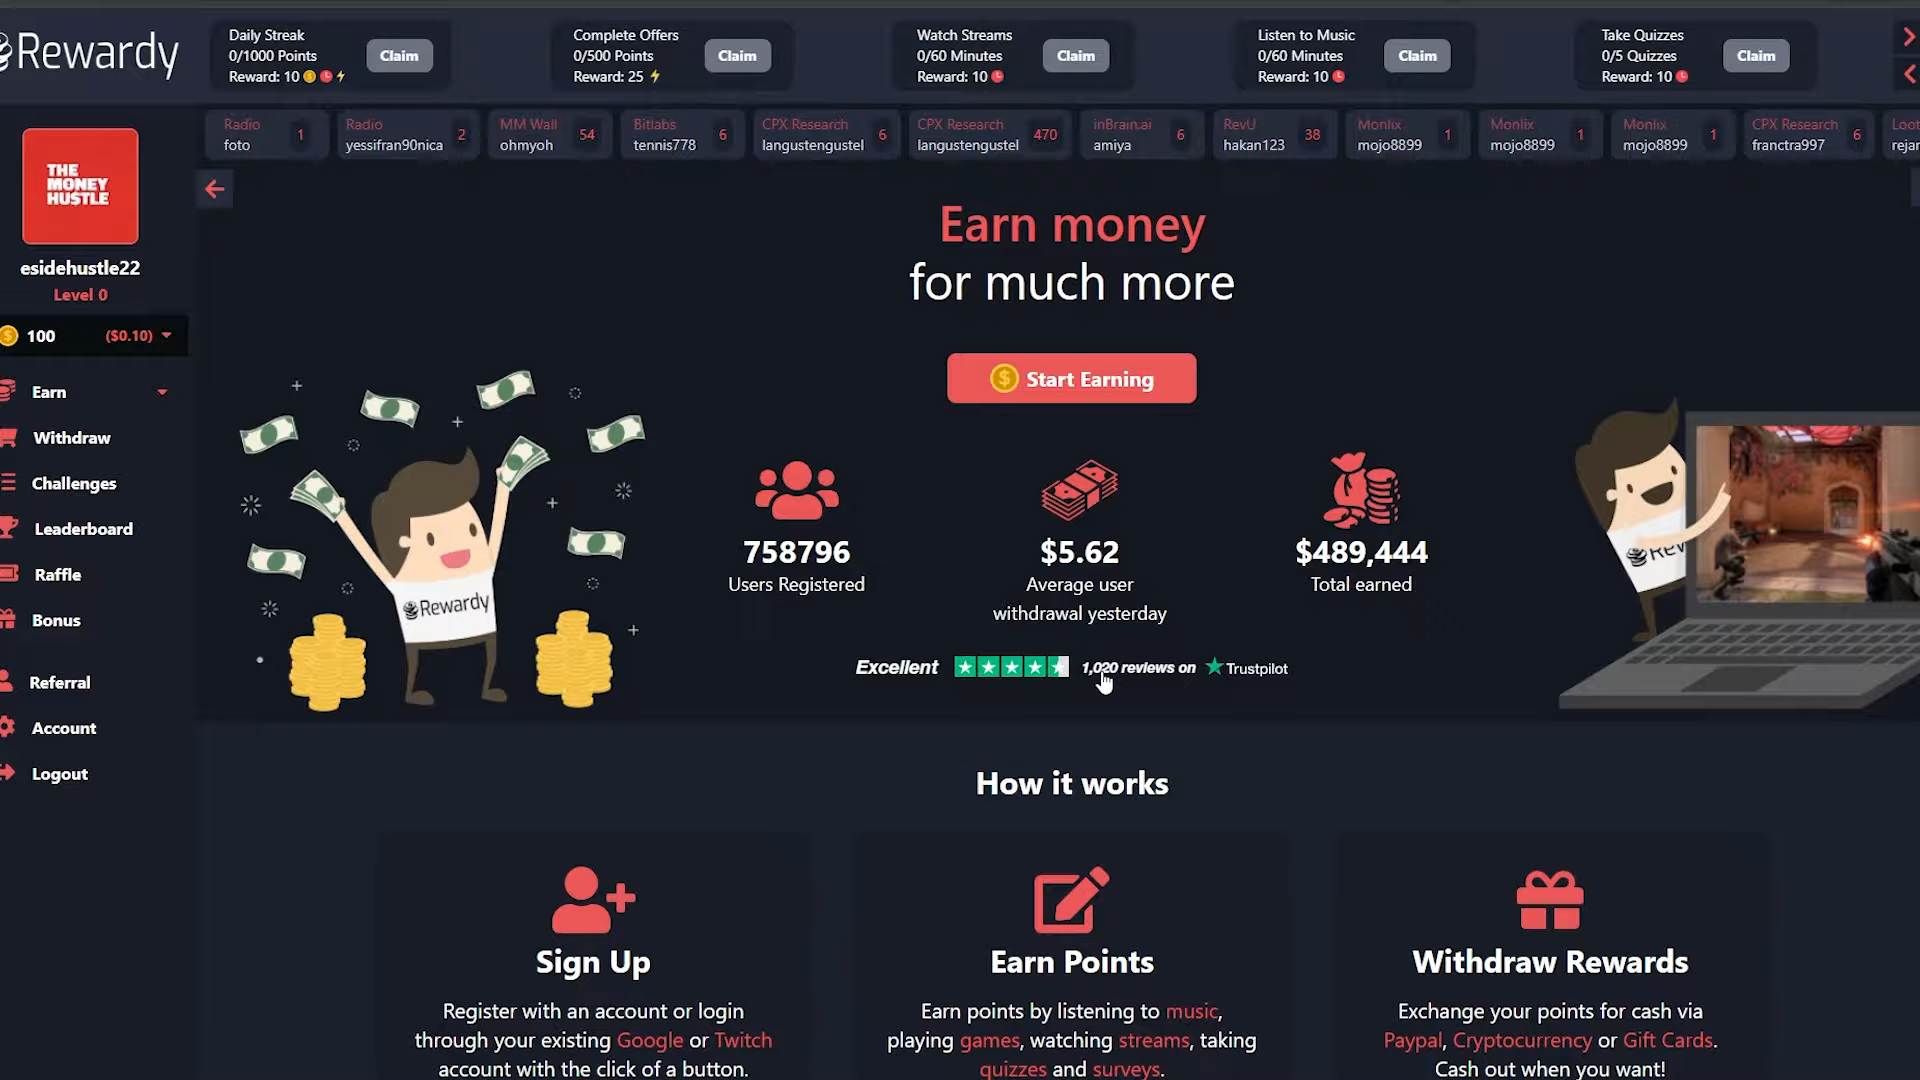 Rewardy
Daily Streak
0/1000 Points
Reward: 10
Claim
Complete Offers
0/500 Points
Reward: 25
Claim
Watch Streams
0/60 Minutes
Reward: 10
Claim
Listen to Music
0/60 Minutes
Reward: 10
Claim
Take Quizzes
0/5 Quizzes
Reward: 10
Claim
Radio
foto
1
Radio
yessifran90nica
2
MM Wall
ohmyoh
54
Bitlabs
tennis778
6
CPX Research
langustengustel
6
CPX Research
langustengustel
470
inBrain.ai
amiya
6
RevU
hakan123
38
Monlix
mojo8899
1
Monlix
mojo8899
1
Monlix
mojo8899
1
CPX Research
franctra997
6
Loot
rejar
THE
MONEY
HU$TLE
esidehustle22
Level 0
100 ($0.10)
Earn
Withdraw
Challenges
Leaderboard
Raffle
Bonus
Referral
Account
Logout
Earn money
for much more
Start Earning
758796
Users Registered
$5.62
Average user
withdrawal yesterday
$489,444
Total earned
Rewardy
Rew
Excellent 1,020 reviews on Trustpilot
How it works
Sign Up
Register with an account or login
through your existing Google or Twitch
account with the click of a button.
Earn Points
Earn points by listening to music,
playing games, watching streams, taking
quizzes and surveys.
Withdraw Rewards
Exchange your points for cash via
Paypal, Cryptocurrency or Gift Cards.
Cash out when you want!